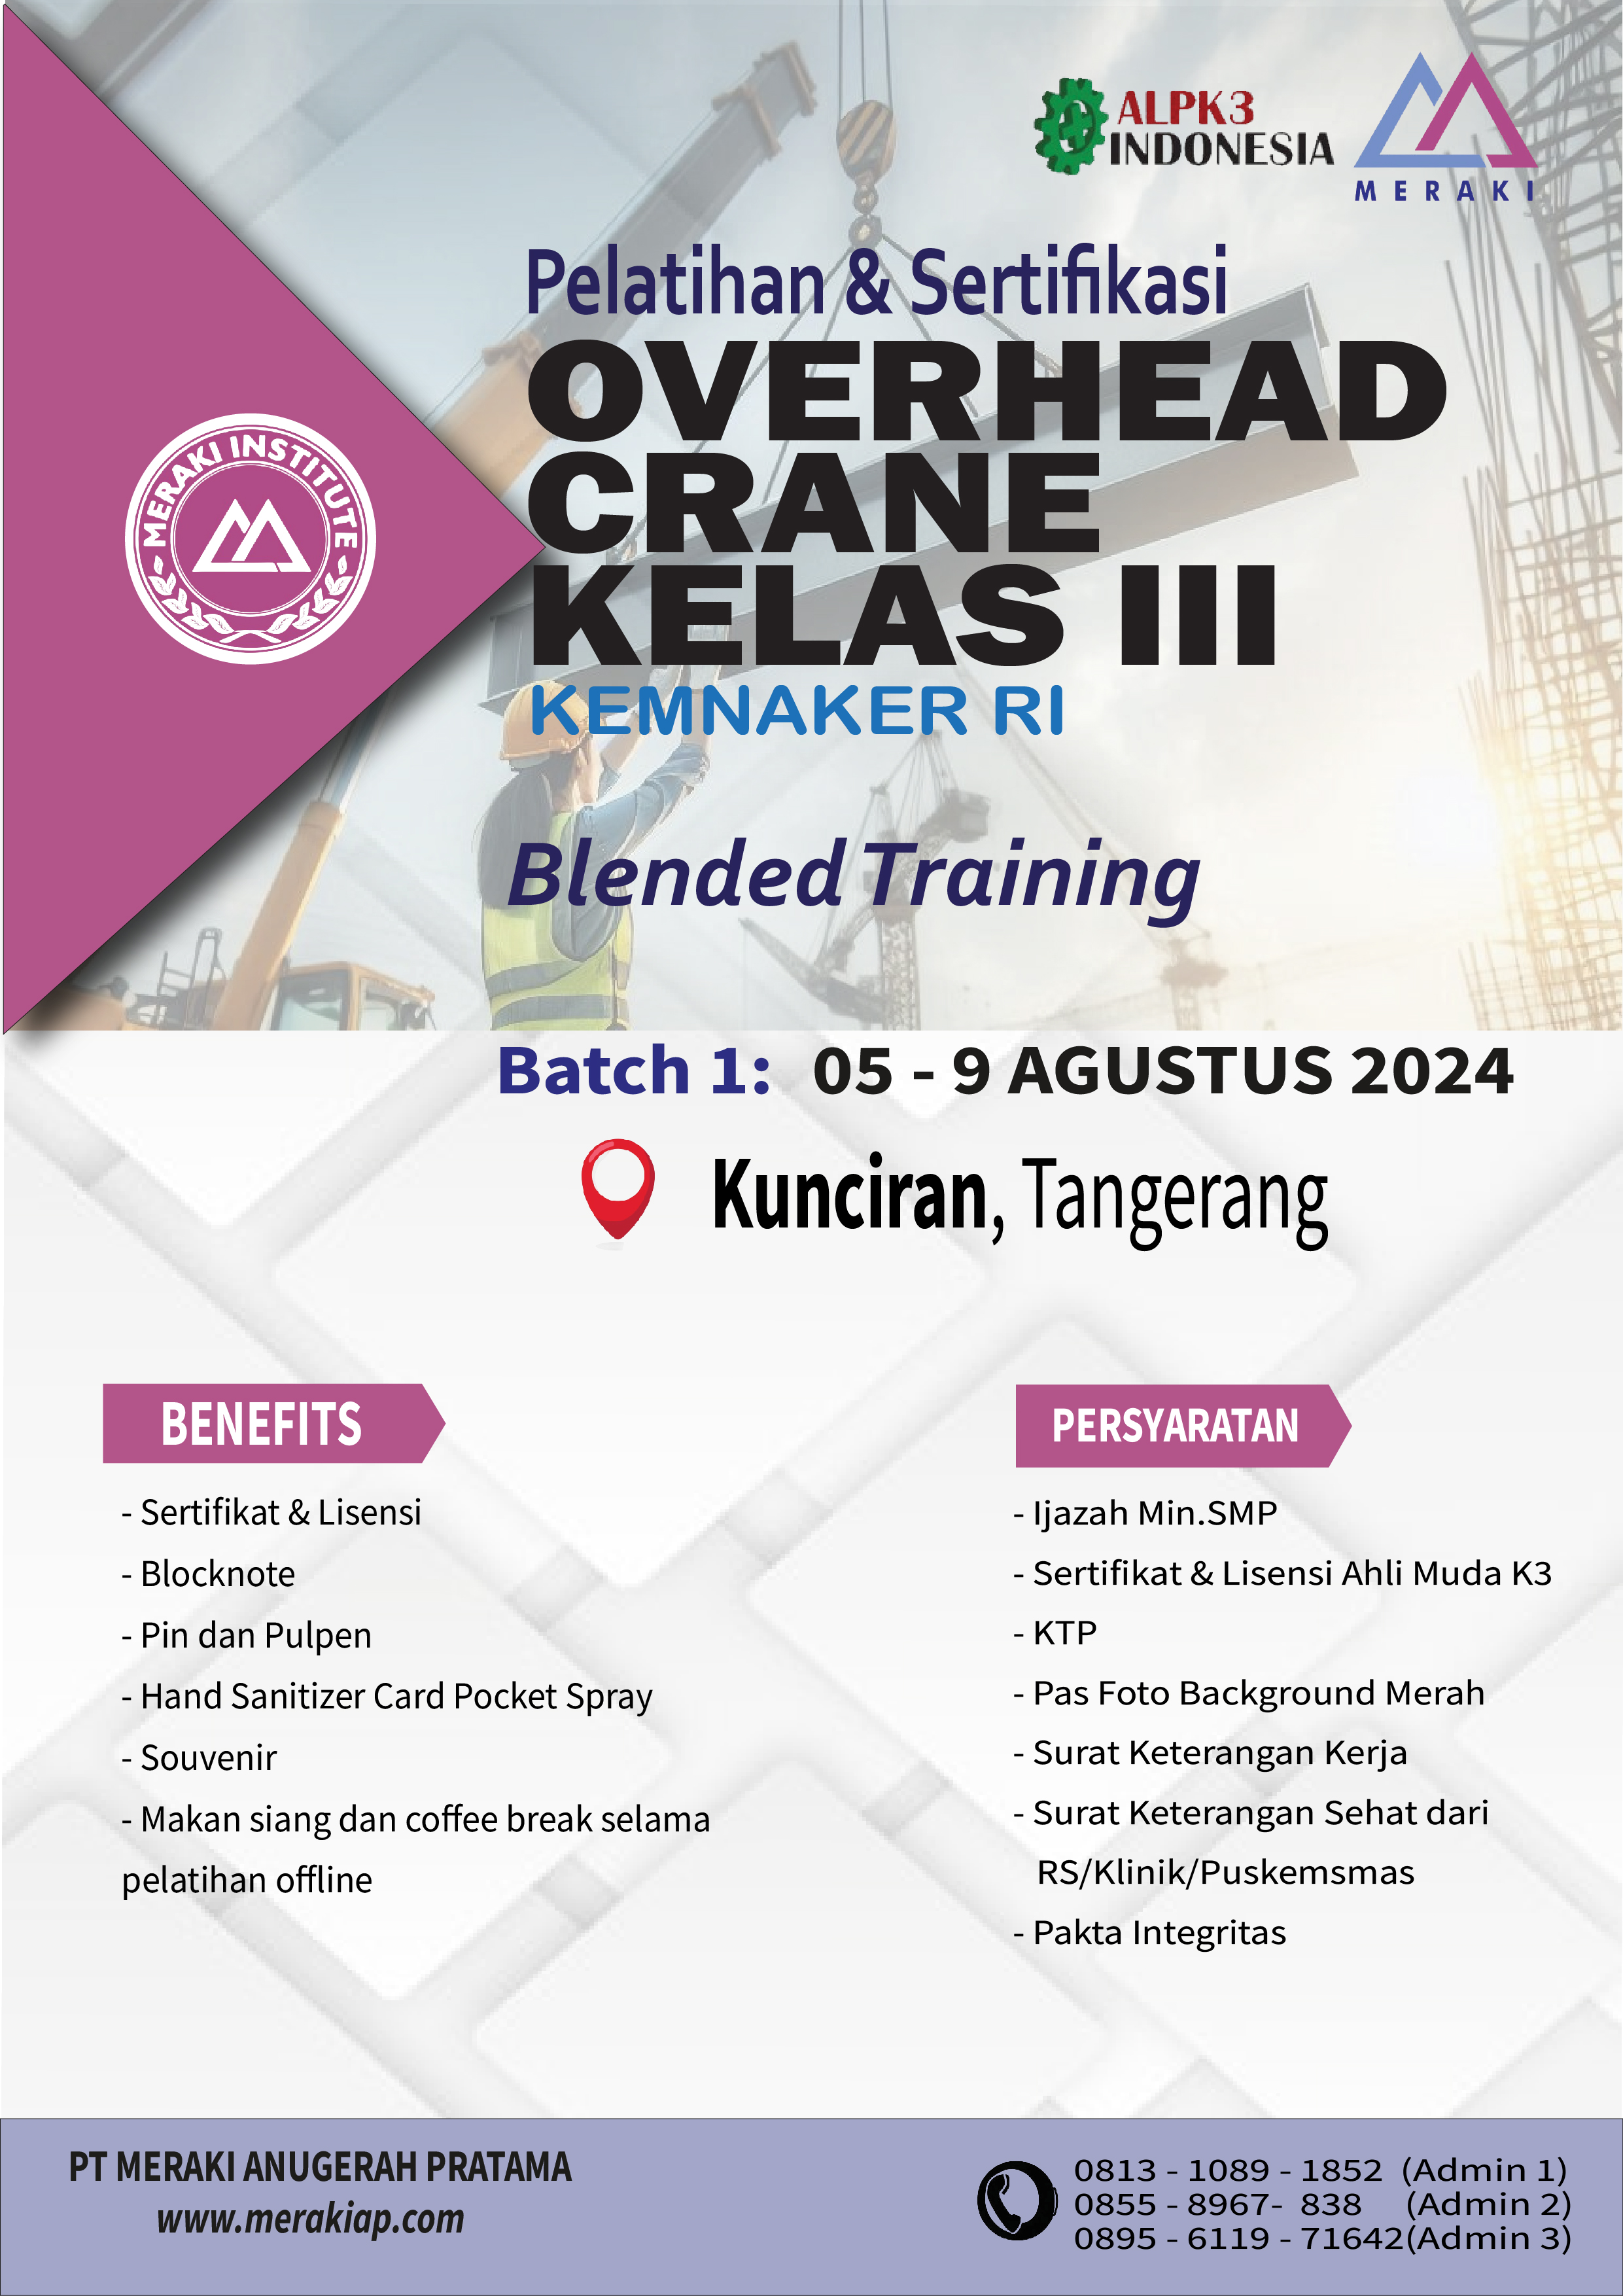 ALPK3
INDONESIA
MERAKI
Pelatihan & Sertifikasi
OVERHEAD
CRANE
KELAS III
KEMNAKER RI
MERAKI INSTITUTE
Blended Training
Batch 1: 05 - 9 AGUSTUS 2024
Kunciran, Tangerang
BENEFITS
- Sertifikat & Lisensi
- Blocknote
- Pin dan Pulpen
- Hand Sanitizer Card Pocket Spray
- Souvenir
- Makan siang dan coffee break selama
pelatihan offline
PERSYARATAN
- Ijazah Min.SMP
- Sertifikat & Lisensi Ahli Muda K3
- KTP
- Pas Foto Background Merah
- Surat Keterangan Kerja
- Surat Keterangan Sehat dari
RS/Klinik/Puskemsmas
- Pakta Integritas
PT MERAKI ANUGERAH PRATAMA
www.merakiap.com
0813 - 1089 - 1852 (Admin 1)
0855 - 8967- 838 (Admin 2)
0895 - 6119 - 71642(Admin 3)